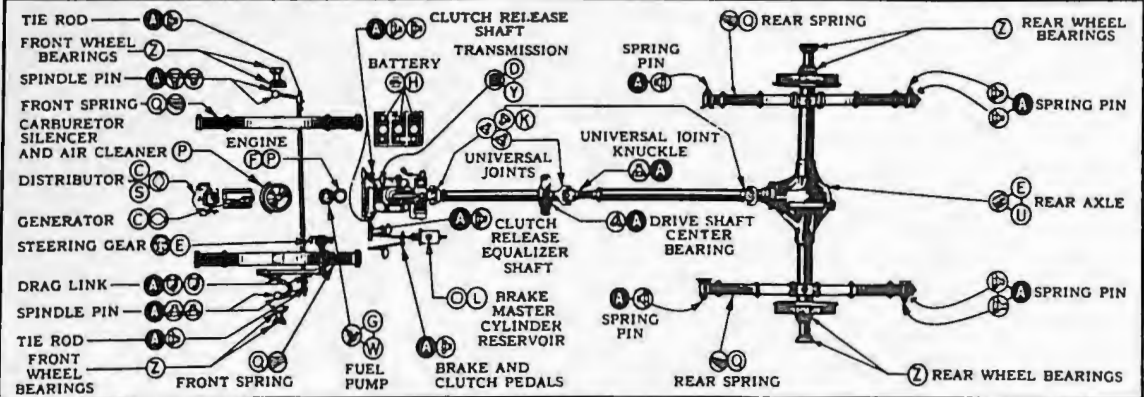 TIE ROD A
FRONT WHEEL
BEARINGS Z
SPINDLE PIN A
FRONT SPRING Q
CARBURETOR
SILENCER
AND AIR CLEANER P
DISTRIBUTOR C
S
GENERATOR C
STEERING GEAR E
DRAG LINK A
SPINDLE PIN A
TIE ROD A
FRONT
WHEEL
BEARINGS Z
Q
FRONT SPRING
ENGINE
F P
A
CLUTCH RELEASE
SHAFT
TRANSMISSION
D
Y
BATTERY
H
K
UNIVERSAL
JOINTS
UNIVERSAL JOINT
KNUCKLE
A
A
CLUTCH
RELEASE
EQUALIZER
SHAFT
A DRIVE SHAFT
CENTER
BEARING
L BRAKE
MASTER
CYLINDER
RESERVOIR
G
W
FUEL
PUMP
A
BRAKE AND
CLUTCH PEDALS
SPRING
PIN
A
Q REAR SPRING
REAR WHEEL
BEARINGS
Z
A SPRING PIN
E
U
REAR AXLE
A SPRING PIN
A
SPRING
PIN
Q
REAR SPRING
Z REAR WHEEL BEARINGS